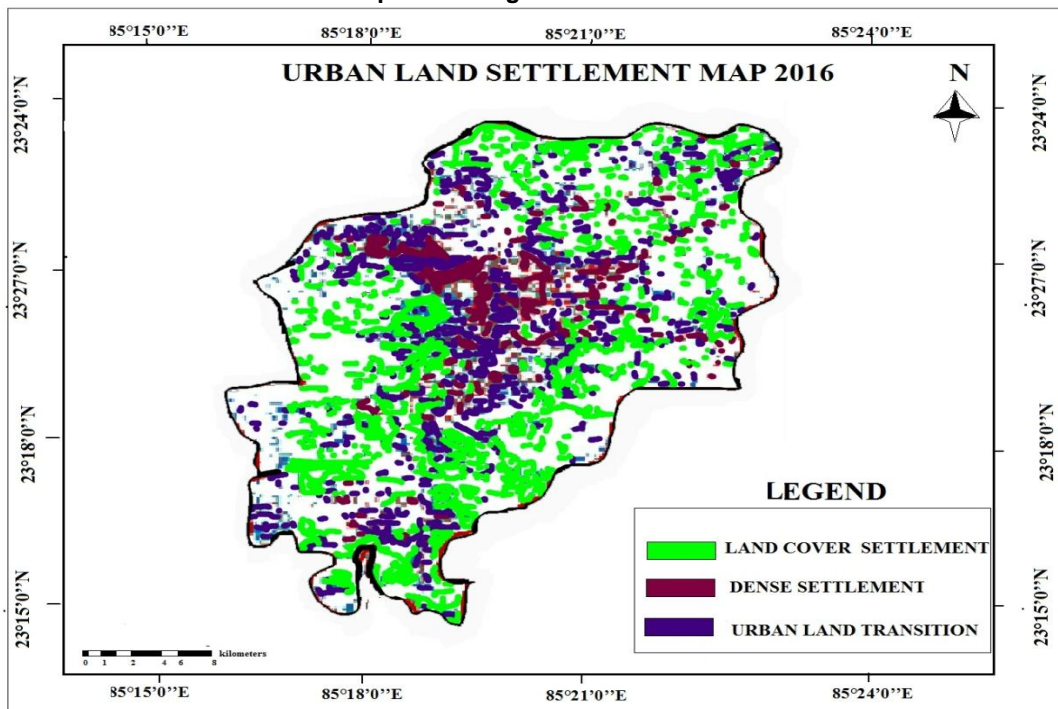 85°15'0''E 85°18'0''E 85°21'0''E 85°24'0''E
URBAN LAND SETTLEMENT MAP 2016
N
23°24'0''N 23°24'0''N
23°27'0''N 23°27'0''N
23°18'0''N 23°18'0''N
LEGEND
LAND COVER SETTLEMENT
DENSE SETTLEMENT
URBAN LAND TRANSITION
23°15'0''N 23°15'0''N
kilometers
0 1 2 4 6 8
85°15'0''E 85°18'0''E 85°21'0''E 85°24'0''E